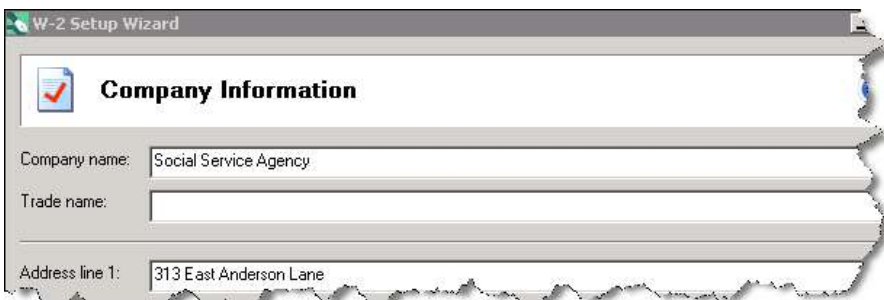 W-2 Setup Wizard
Company Information
Company name: Social Service Agency
Trade name:
Address line 1: 313 East Anderson Lane